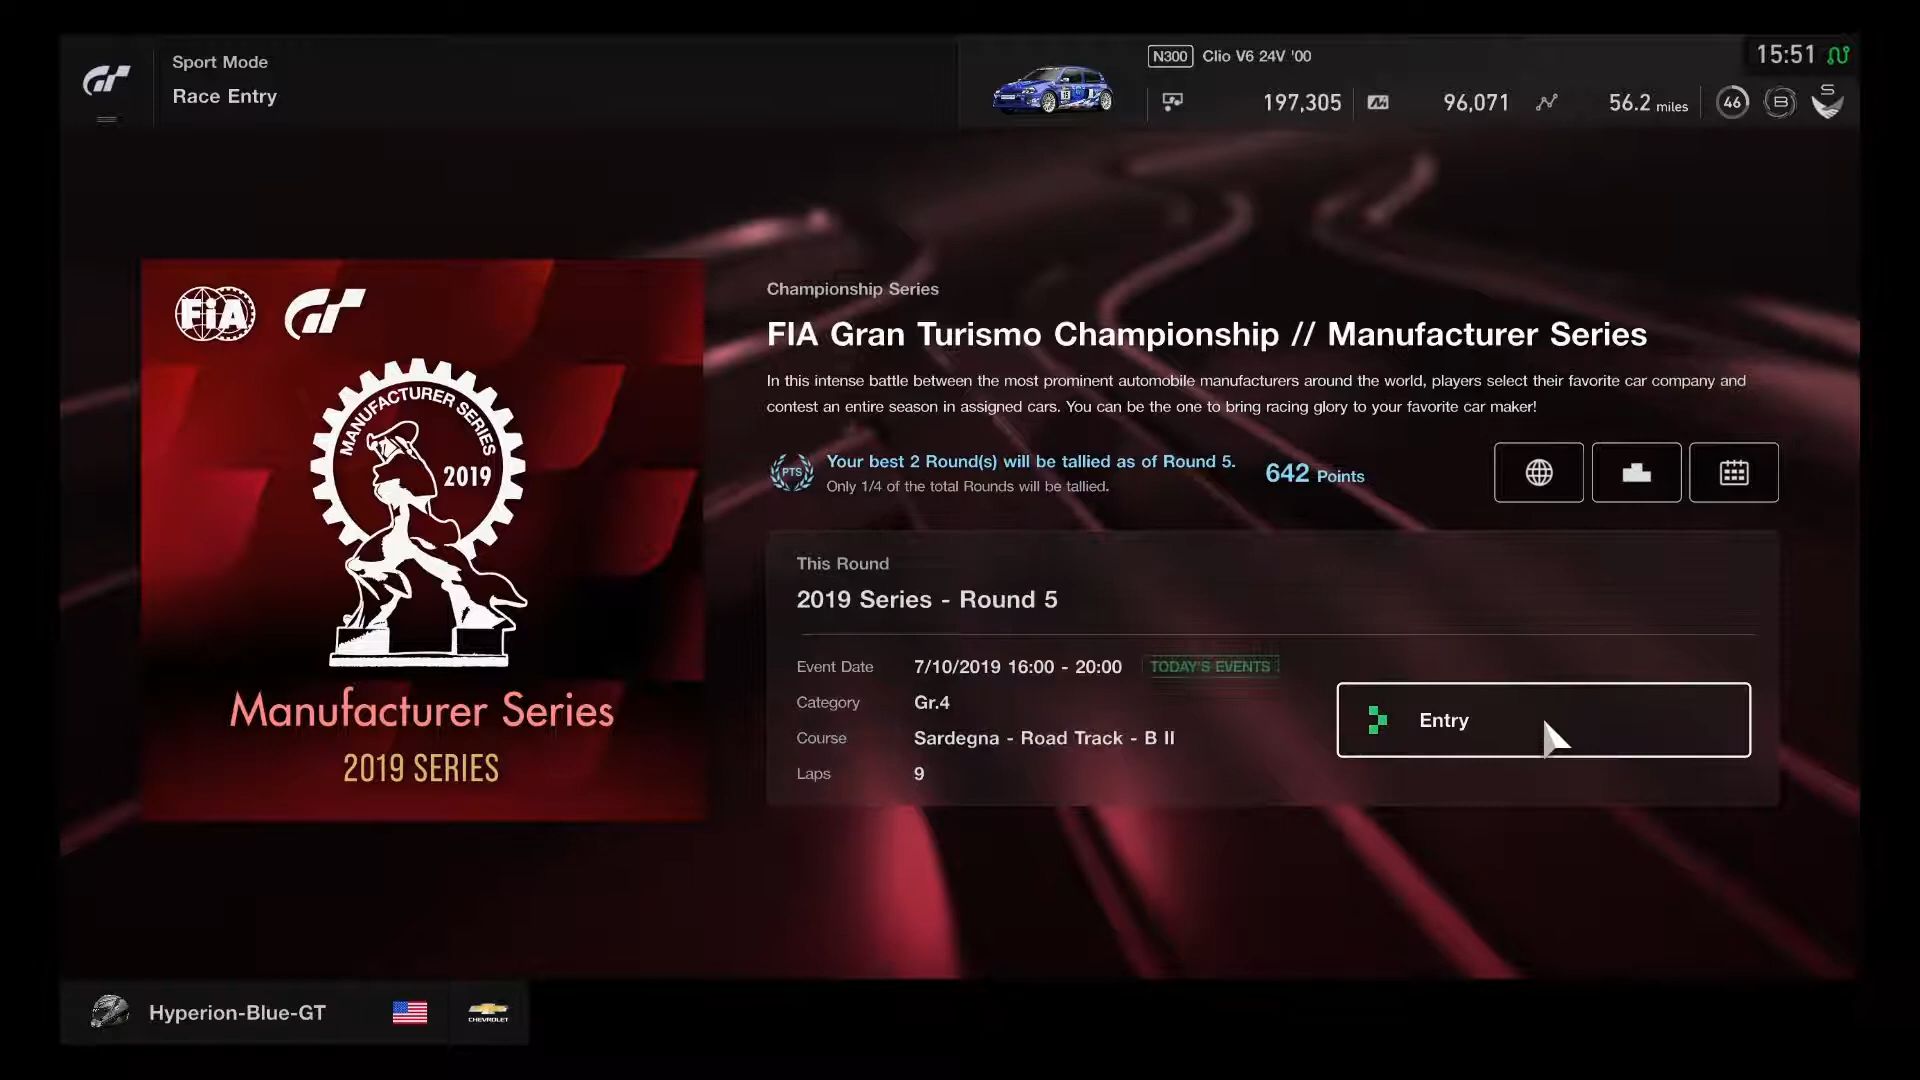 Sport Mode
Race Entry
N300 Clio V6 24V '00
15:51
197,305
96,071
56.2 miles
46
B
S
FIA GT
MANUFACTURER SERIES
2019
Manufacturer Series
2019 SERIES
Championship Series
FIA Gran Turismo Championship // Manufacturer Series
In this intense battle between the most prominent automobile manufacturers around the world, players select their favorite car company and
contest an entire season in assigned cars. You can be the one to bring racing glory to your favorite car maker!
PTS
Your best 2 Round(s) will be tallied as of Round 5.
Only 1/4 of the total Rounds will be tallied.
642 Points
This Round
2019 Series - Round 5
Event Date 7/10/2019 16:00 - 20:00 TODAY'S EVENTS
Category Gr.4
Course Sardegna - Road Track - B II
Laps 9
Entry
Hyperion-Blue-GT
CHEVROLET